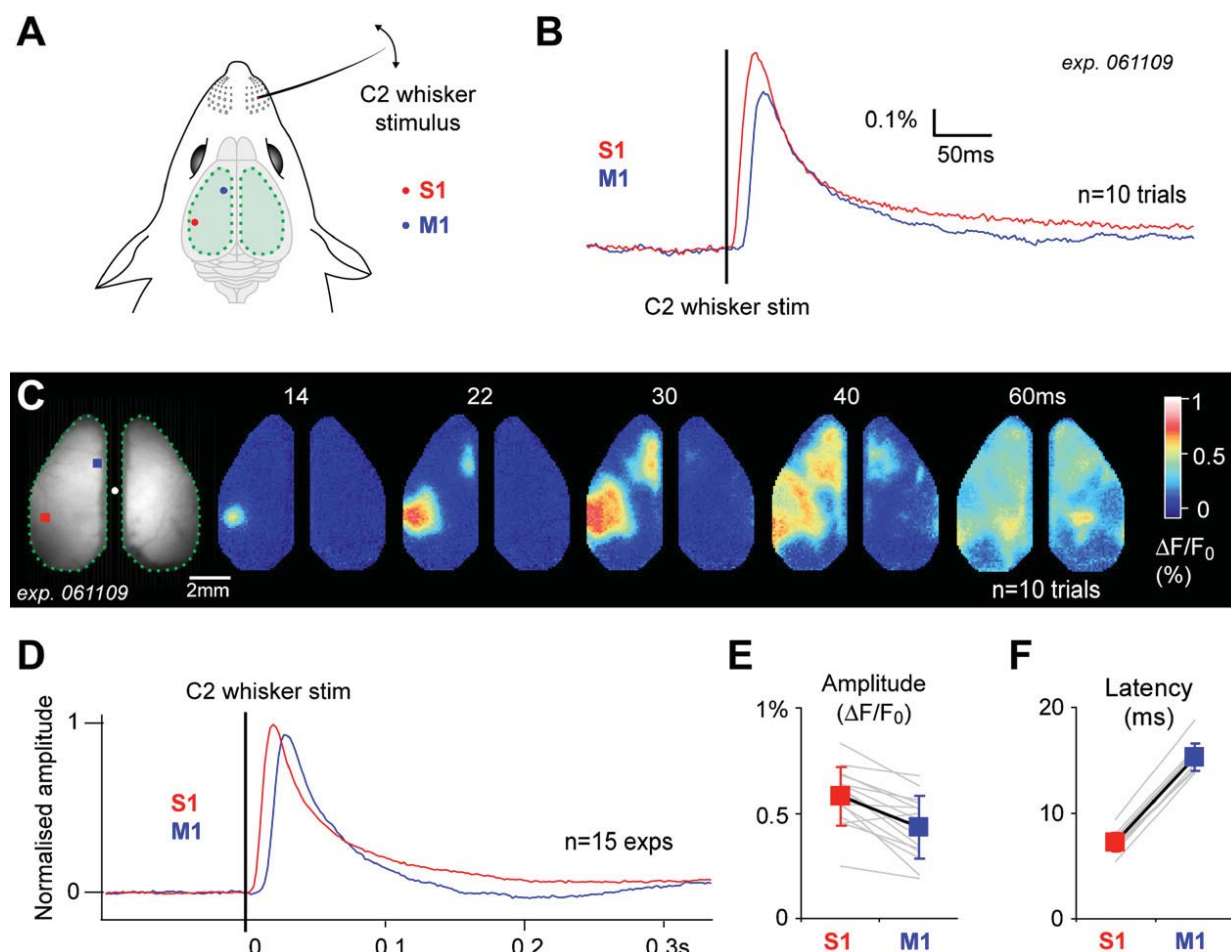 A
C2 whisker
stimulus
S1
M1
B
exp. 061109
0.1%
50ms
S1
M1
n=10 trials
C2 whisker stim
C
14
22
30
40
60ms
1
0.5
0
ΔF/F0
(%)
2mm
exp. 061109
n=10 trials
D
C2 whisker stim
Normalised amplitude
1
0
S1
M1
n=15 exps
0
0.1
0.2
0.3s
E
Amplitude
(ΔF/F0)
1%
0.5
0
S1
M1
F
Latency
(ms)
20
10
0
S1
M1